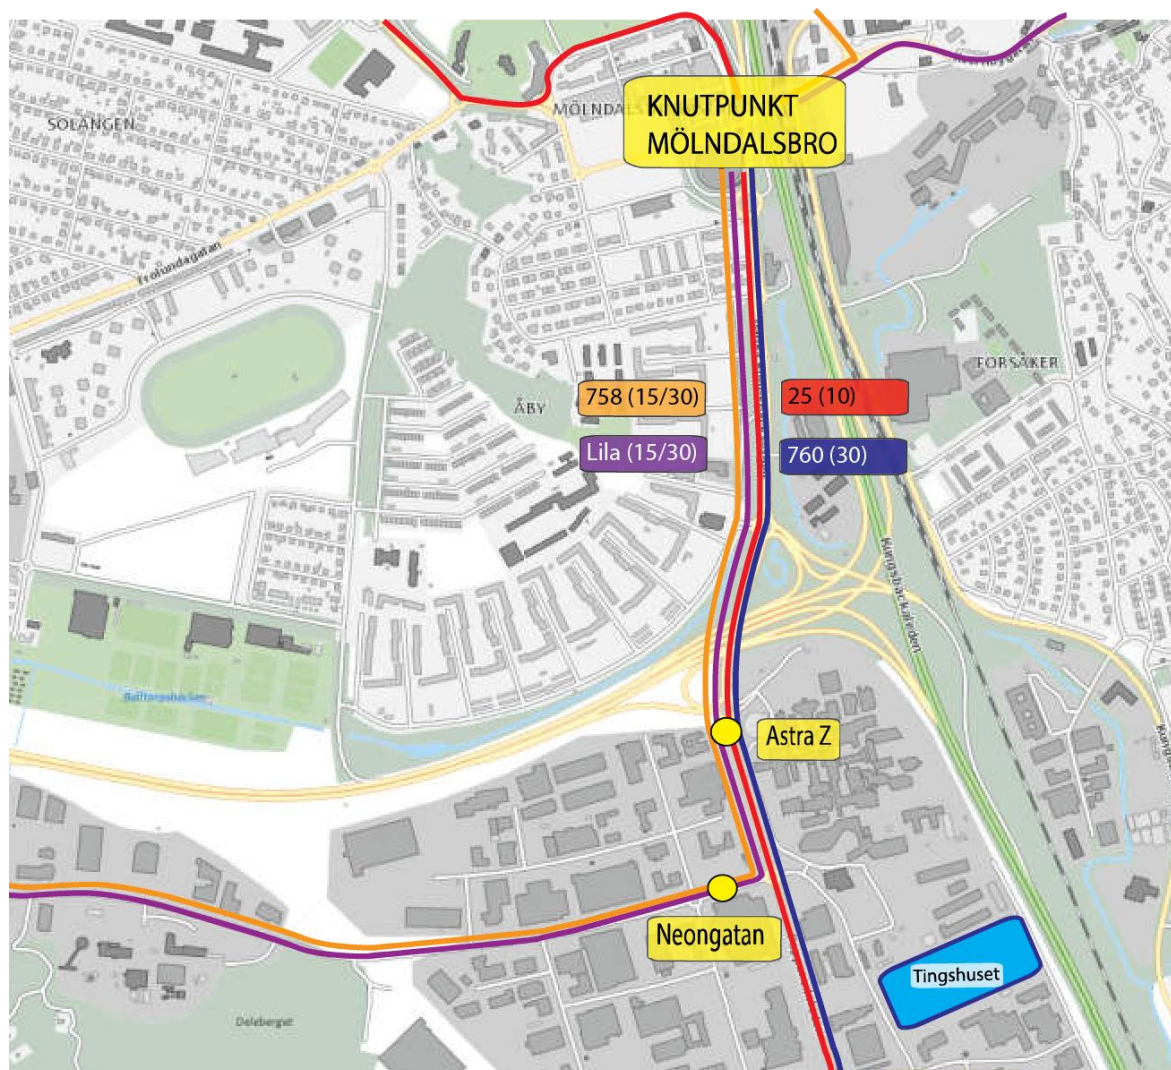 SOLÄNGEN
MÖLNDALS
KNUTPUNKT
MÖLNDALSBRO
Frölundagatan
FORSÅKER
ÅBY
758 (15/30)
25 (10)
Lila (15/30)
760 (30)
Kungsbackaleden
Balltorpsbäcken
Astra Z
Neongatan
Tingshuset